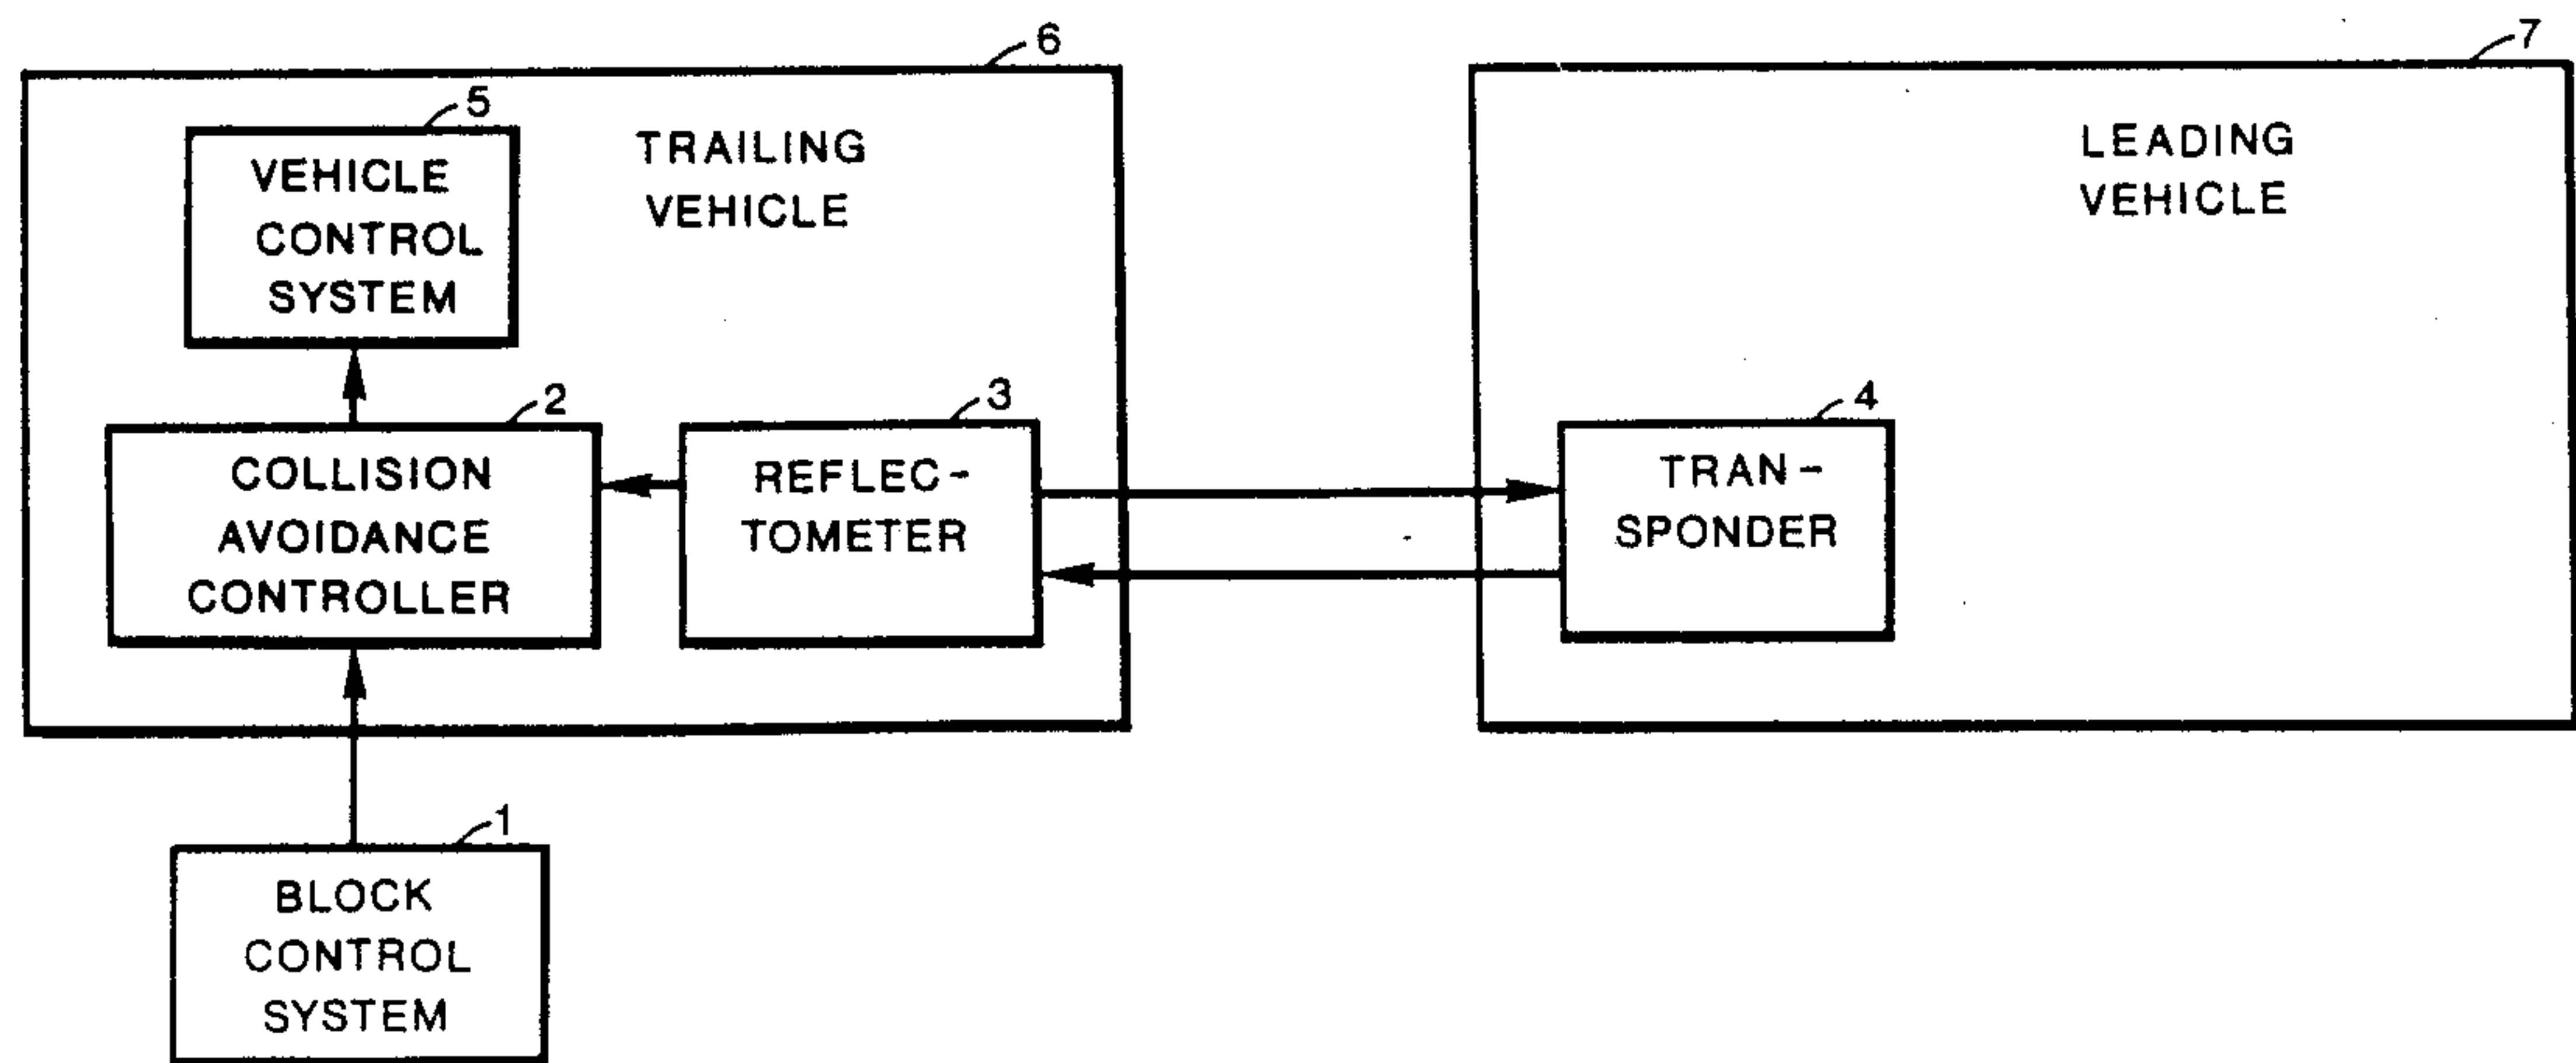 6
7
5
VEHICLE
CONTROL
SYSTEM
TRAILING
VEHICLE
LEADING
VEHICLE
2
COLLISION
AVOIDANCE
CONTROLLER
3
REFLEC-
TOMETER
4
TRAN-
SPONDER
1
BLOCK
CONTROL
SYSTEM